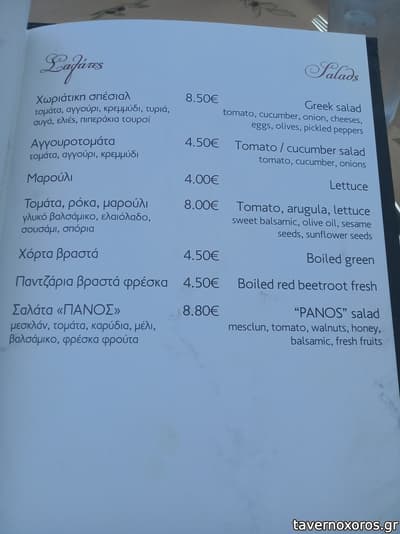 Σαλάτες Salads
Χωριάτικη σπέσιαλ 8.50€ Greek salad
τομάτα, αγγούρι, κρεμμύδι, τυριά, tomato, cucumber, onion, cheeses,
αυγά, ελιές, πιπεράκια τουρσί eggs, olives, pickled peppers
Αγγουροτομάτα 4.50€ Tomato / cucumber salad
τομάτα, αγγούρι, κρεμμύδι tomato, cucumber, onions
Μαρούλι 4.00€ Lettuce
Τομάτα, ρόκα, μαρούλι 8.00€ Tomato, arugula, lettuce
γλυκό βαλσάμικο, ελαιόλαδο, sweet balsamic, olive oil, sesame
σουσάμι, σπόρια seeds, sunflower seeds
Χόρτα βραστά 4.50€ Boiled green
Παντζάρια βραστά φρέσκα 4.50€ Boiled red beetroot fresh
Σαλάτα «ΠΑΝΟΣ» 8.80€ “PANOS” salad
μεσκλάν, τομάτα, καρύδια, μέλι, mesclun, tomato, walnuts, honey,
βαλσάμικο, φρέσκα φρούτα balsamic, fresh fruits
tavernoxoros.gr